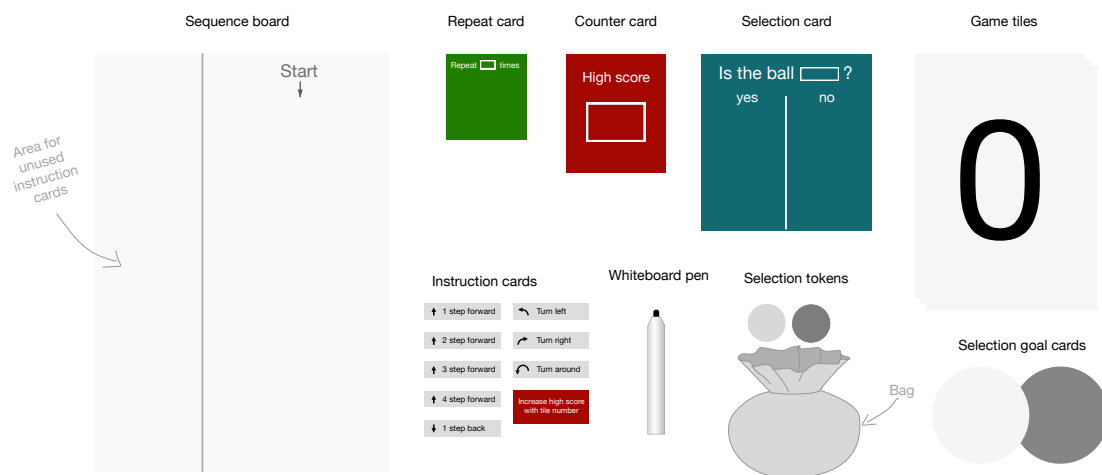 Sequence board
Repeat card
Counter card
Selection card
Game tiles
Start
Area for
unused
instruction
cards
Repeat times
High score
Is the ball ?
yes no
0
Instruction cards
1 step forward
2 step forward
3 step forward
4 step forward
1 step back
Turn left
Turn right
Turn around
Increase high score
with tile number
Whiteboard pen
Selection tokens
Bag
Selection goal cards